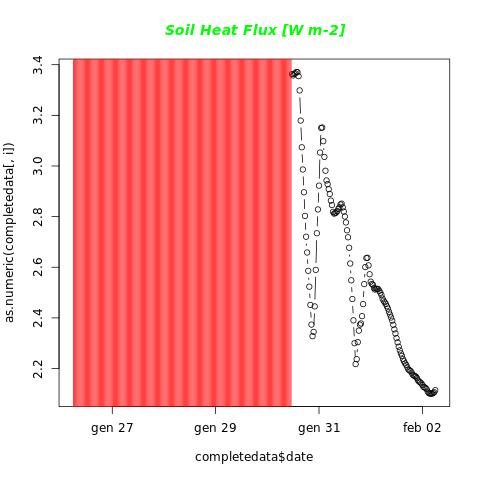 Soil Heat Flux [W m-2]
3.4
3.2
3.0
2.8
2.6
2.4
2.2
as.numeric(completedata[, i])
gen 27 gen 29 gen 31 feb 02
completedata$date